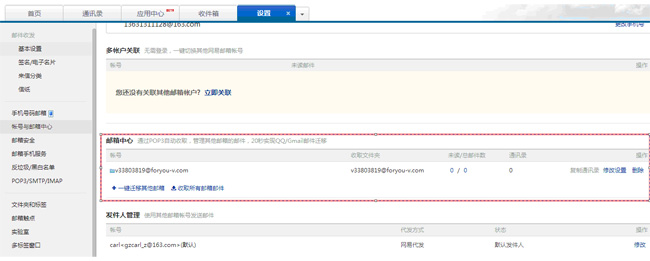 首页 通讯录 应用中心 收件箱 设置
13631311128@163.com 更改手机号
邮件收发
基本设置
签名/电子名片
来信分类
信纸
手机号码邮箱
帐号与邮箱中心
邮箱安全
邮箱手机服务
反垃圾/黑白名单
POP3/SMTP/IMAP
文件夹和标签
邮箱触点
实验室
多标签窗口
多帐户关联 无需登录，一键切换其他网易邮箱帐号
帐号 未读邮件 操作
您还没有关联其他邮箱帐户？ 立即关联
邮箱中心 通过POP3自动收取，管理其他邮箱的邮件，20秒实现QQ/Gmail邮件迁移
帐号 收取文件夹 未读/总邮件数 通讯录 操作
v33803819@foryou-v.com v33803819@foryou-v.com 0 / 0 0 复制通讯录 修改设置 删除
一键迁移其他邮箱 收取所有邮箱邮件
发件人管理 使用其他邮箱帐号发送邮件
帐号 代发方式 状态 操作
carl<gzcarl_z@163.com>(默认) 网易代发 默认发件人 修改